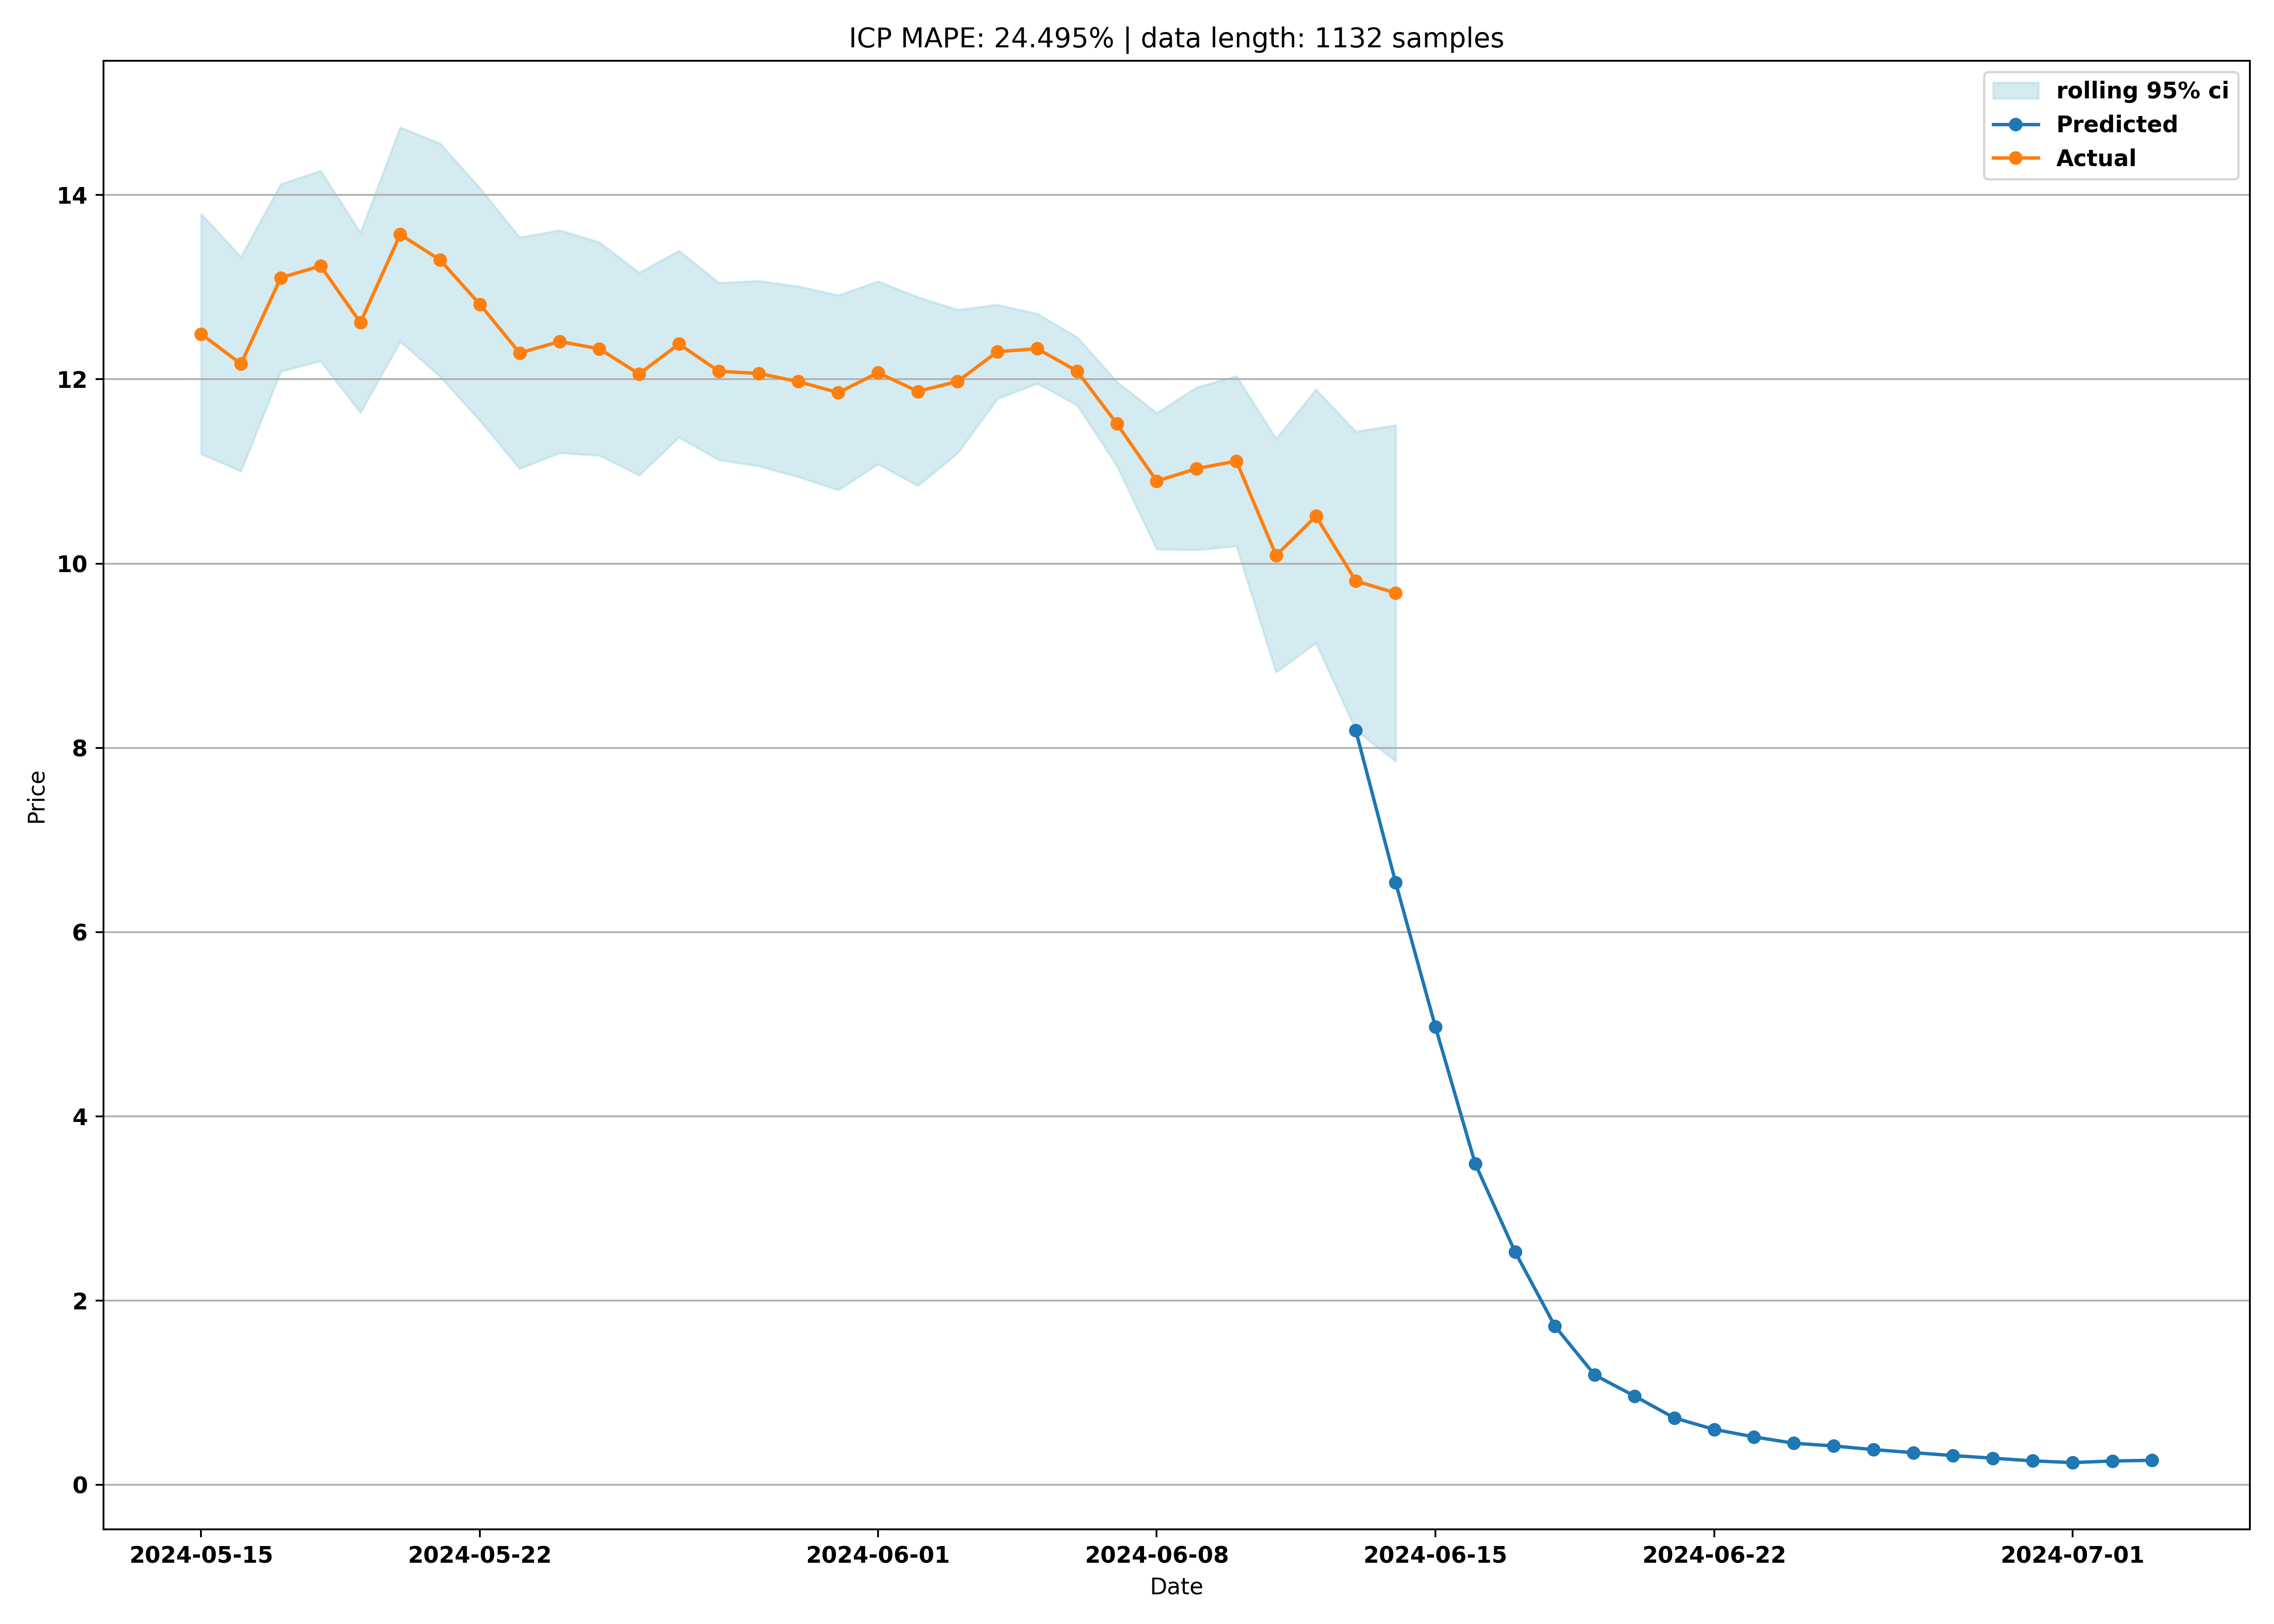 ICP MAPE: 24.495% | data length: 1132 samples
rolling 95% ci
Predicted
Actual
14
12
10
8
6
4
2
0
Price
2024-05-15
2024-05-22
2024-06-01
2024-06-08
2024-06-15
2024-06-22
2024-07-01
Date